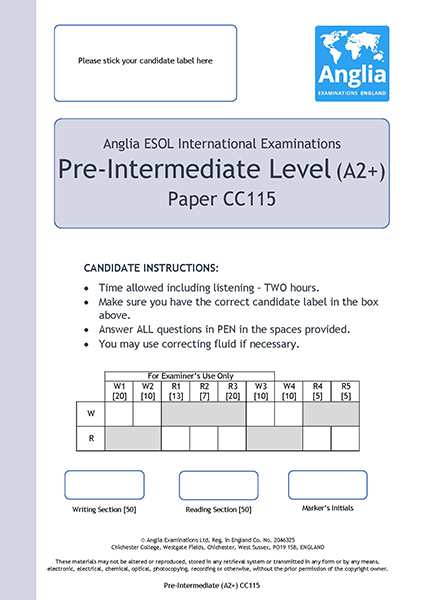 Please stick your candidate label here
Anglia
EXAMINATIONS ENGLAND
Anglia ESOL International Examinations
Pre-Intermediate Level (A2+)
Paper CC115
CANDIDATE INSTRUCTIONS:
• Time allowed including listening – TWO hours.
• Make sure you have the correct candidate label in the box
above.
• Answer ALL questions in PEN in the spaces provided.
• You may use correcting fluid if necessary.
For Examiner's Use Only
W1 W2 R1 R2 R3 W3 W4 R4 R5
[20] [10] [13] [7] [20] [10] [10] [5] [5]
W
R
Writing Section [50] Reading Section [50] Marker's Initials
© Anglia Examinations Ltd. Reg. in England Co. No. 2046325
Chichester College, Westgate Fields, Chichester, West Sussex, PO19 1SB, ENGLAND
These materials may not be altered or reproduced, stored in any retrieval system or transmitted in any form or by any means,
electronic, electrical, chemical, optical, photocopying, recording or otherwise, without the prior permission of the copyright owner.
Pre-Intermediate (A2+) CC115